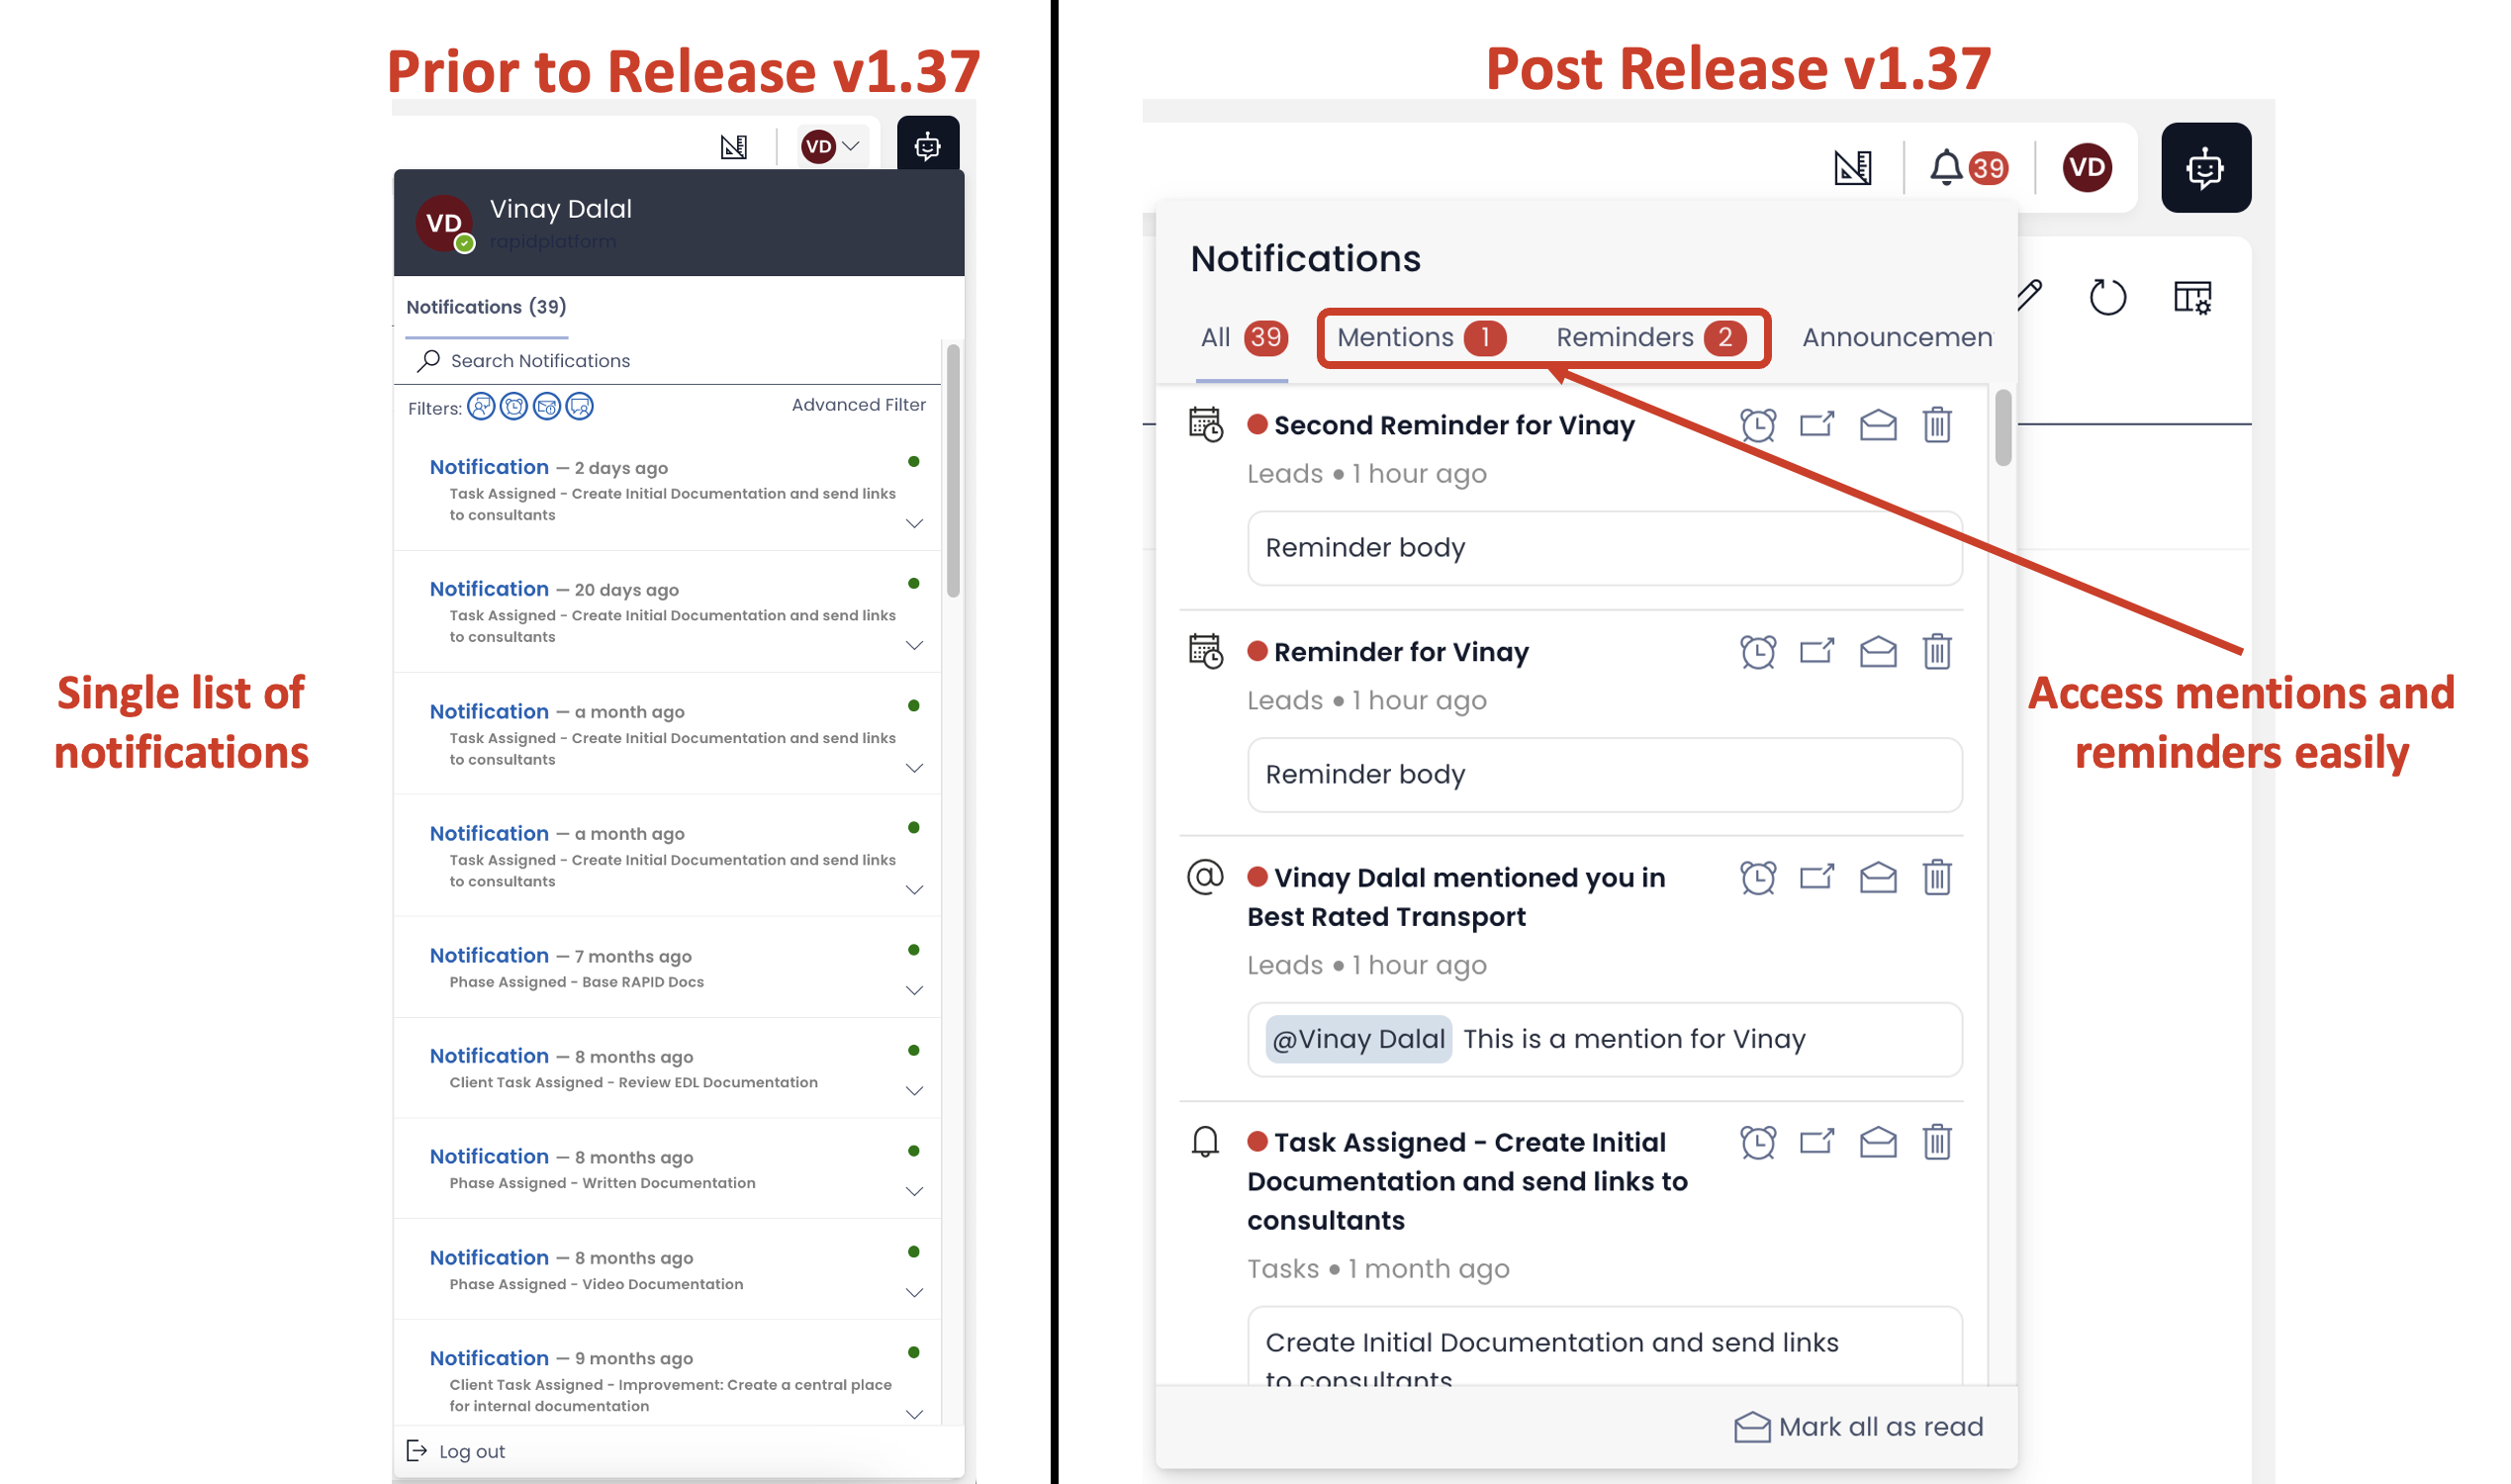 Prior to Release v1.37
VD
VD
Vinay Dalal
rapidplatform
Notifications (39)
Search Notifications
Filters:
Advanced Filter
Notification – 2 days ago
Task Assigned - Create Initial Documentation and send links
to consultants
Notification – 20 days ago
Task Assigned - Create Initial Documentation and send links
to consultants
Notification – a month ago
Task Assigned - Create Initial Documentation and send links
to consultants
Notification – a month ago
Task Assigned - Create Initial Documentation and send links
to consultants
Notification – 7 months ago
Phase Assigned - Base RAPID Docs
Notification – 8 months ago
Client Task Assigned - Review EDL Documentation
Notification – 8 months ago
Phase Assigned - Written Documentation
Notification – 8 months ago
Phase Assigned - Video Documentation
Notification – 9 months ago
Client Task Assigned - Improvement: Create a central place
for internal documentation
Log out
Single list of
notifications
Post Release v1.37
39
VD
Notifications
All 39 Mentions 1 Reminders 2 Announcemen
Second Reminder for Vinay
Leads • 1 hour ago
Reminder body
Reminder for Vinay
Leads • 1 hour ago
Reminder body
@ Vinay Dalal mentioned you in
Best Rated Transport
Leads • 1 hour ago
@Vinay Dalal This is a mention for Vinay
Task Assigned - Create Initial
Documentation and send links to
consultants
Tasks • 1 month ago
Create Initial Documentation and send links
to consultants
Mark all as read
Access mentions and
reminders easily